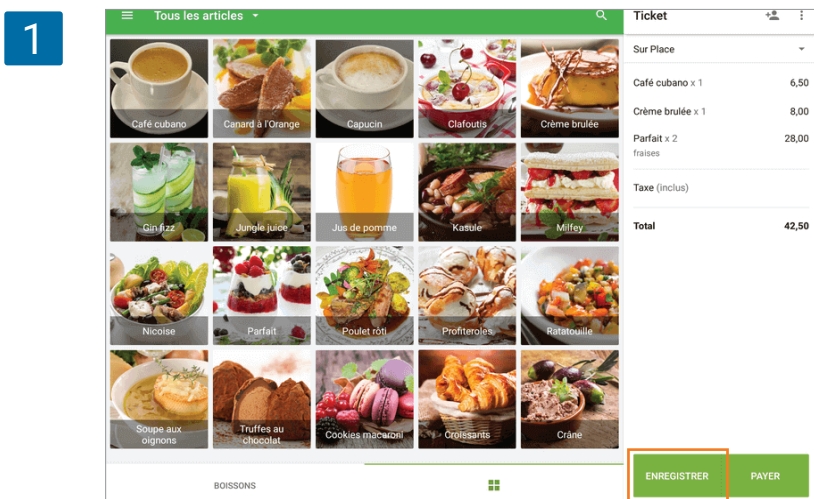 1
Tous les articles
Ticket
Sur Place
Café cubano x 1 6,50
Crème brulée x 1 8,00
Parfait x 2 28,00
fraises
Taxe (inclus)
Total 42,50
Café cubano
Canard à l'Orange
Capucin
Clafoutis
Crème brulée
Gin fizz
Jungle juice
Jus de pomme
Kasule
Milfey
Nicoise
Parfait
Poulet rôti
Profiteroles
Ratatouille
Soupe aux
oignons
Truffes au
chocolat
Cookies macaroni
Croissants
Crâne
BOISSONS
ENREGISTRER
PAYER